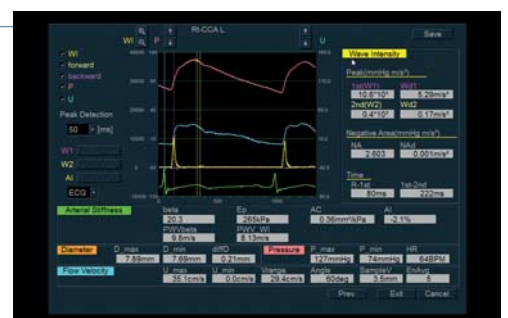 WI P Rt-CCA L U Save
WI
forward
backward
P
U
Peak Detection
50 [ms]
W1
W2
AI
ECG
Wave Intensity
Peak(mmHg m/s³)
1st(W1) Wd1
10.6*10³ 5.29m/s³
2nd(W2) Wd2
0.4*10³ 0.17m/s³
Negative Area(mmHg m/s²)
NA NAd
2.603 0.001m/s²
Time
R-1st 1st-2nd
80ms 222ms
Arterial Stiffness beta Ep AC AI
20.3 265kPa 0.36mm²/kPa -2.1%
PWVbeta PWV_WI
9.6m/s 8.13m/s
Diameter D_max D_min diffD Pressure P_max P_min HR
7.89mm 7.69mm 0.21mm 127mmHg 74mmHg 64BPM
Flow Velocity U_max U_min Vrange Angle SampleV EnAvg
35.1cm/s 0.0cm/s 29.4cm/s 60deg 3.5mm 5
Prev Exit Cancel